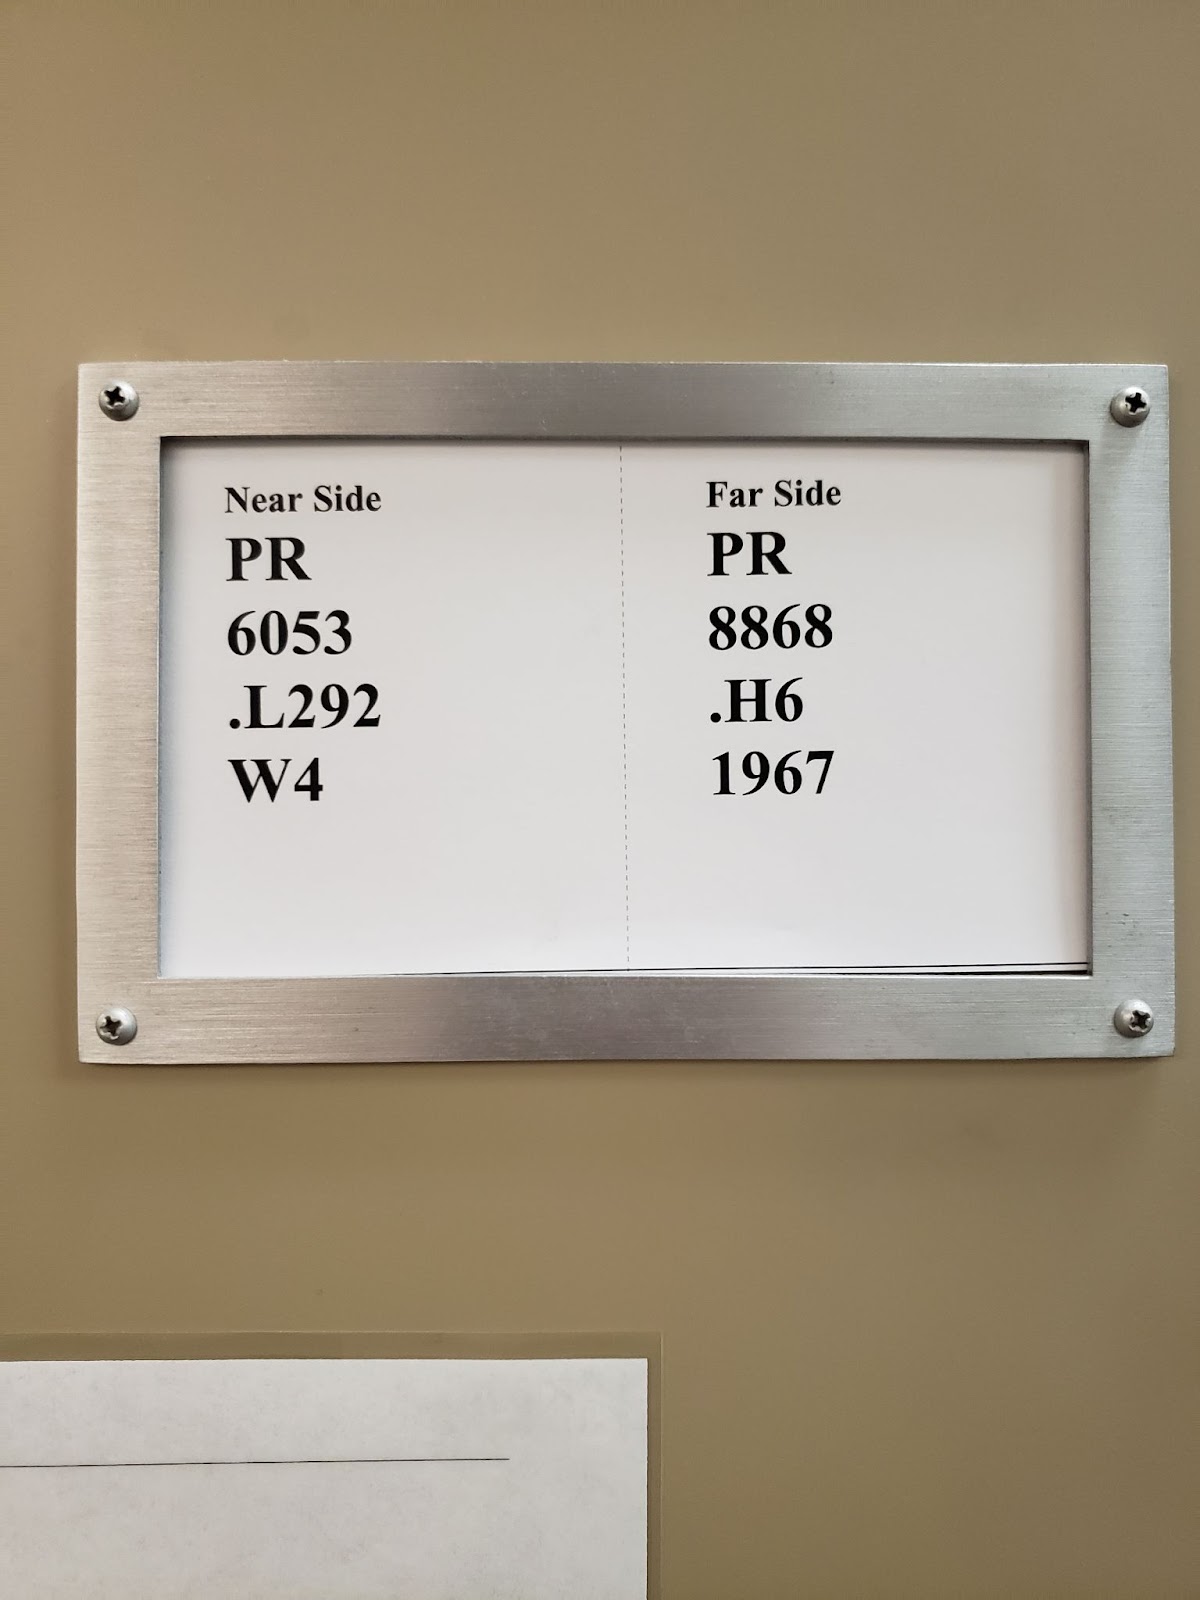 Near Side
PR
6053
.L292
W4
Far Side
PR
8868
.H6
1967